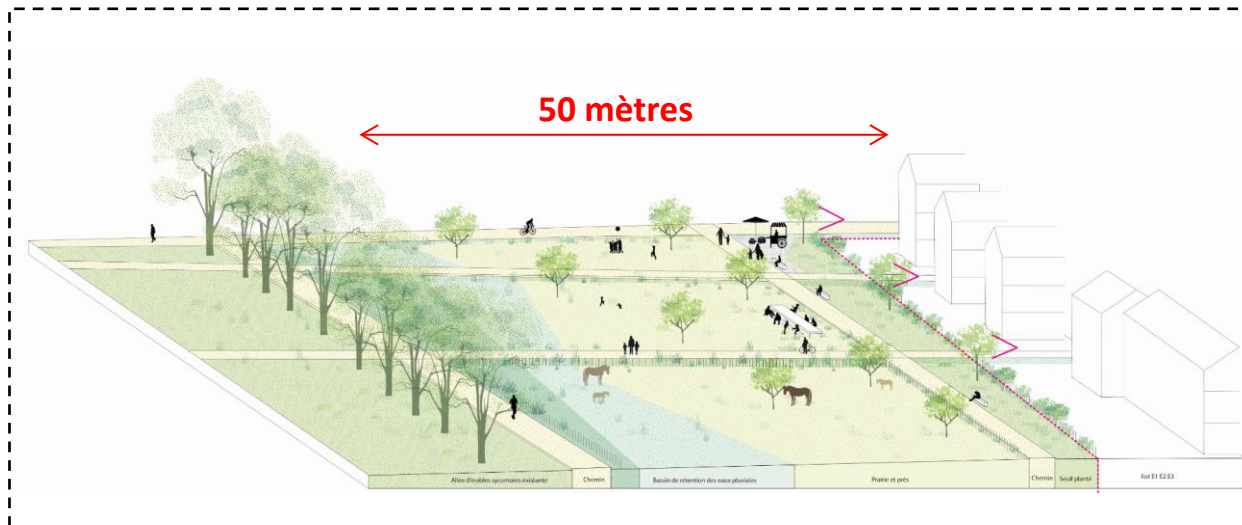 50 mètres
Allée d'érables sycomores existante
Chemin
Bassin de rétention des eaux pluviales
Prairie et prés
Chemin
Seuil planté
Ilot E1 E2 E3